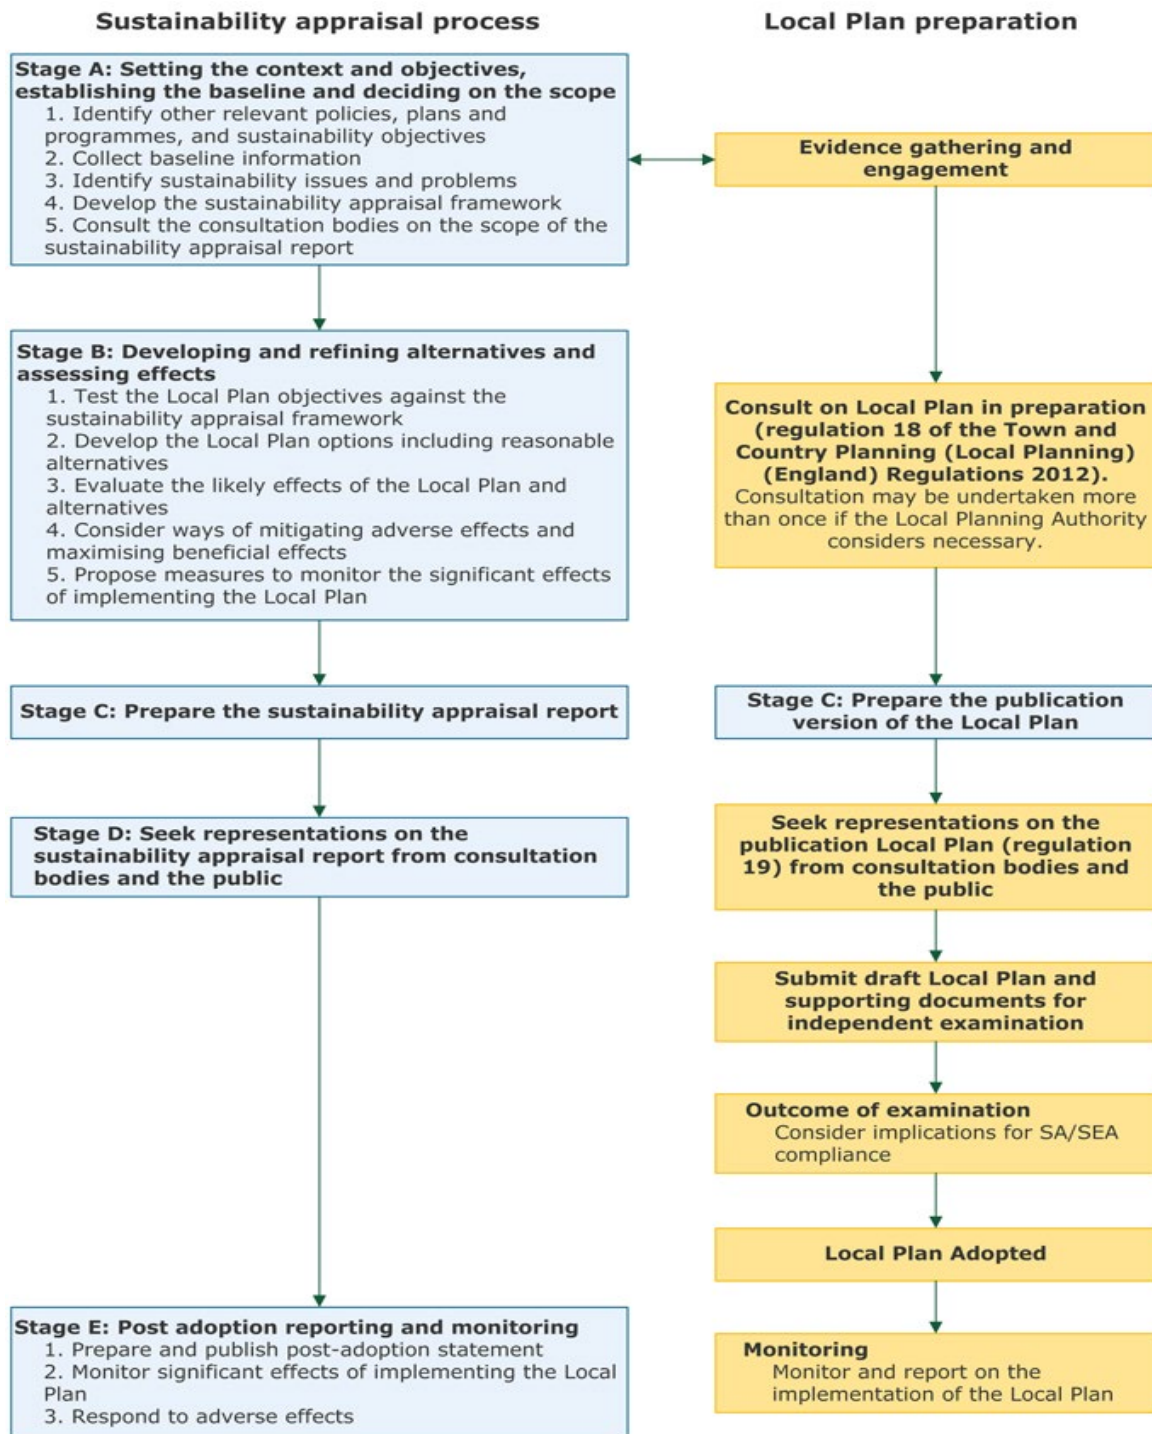 Sustainability appraisal process
Local Plan preparation
Stage A: Setting the context and objectives,
establishing the baseline and deciding on the scope
1. Identify other relevant policies, plans and
programmes, and sustainability objectives
2. Collect baseline information
3. Identify sustainability issues and problems
4. Develop the sustainability appraisal framework
5. Consult the consultation bodies on the scope of the
sustainability appraisal report
Evidence gathering and
engagement
Stage B: Developing and refining alternatives and
assessing effects
1. Test the Local Plan objectives against the
sustainability appraisal framework
2. Develop the Local Plan options including reasonable
alternatives
3. Evaluate the likely effects of the Local Plan and
alternatives
4. Consider ways of mitigating adverse effects and
maximising beneficial effects
5. Propose measures to monitor the significant effects
of implementing the Local Plan
Consult on Local Plan in preparation
(regulation 18 of the Town and
Country Planning (Local Planning)
(England) Regulations 2012).
Consultation may be undertaken more
than once if the Local Planning Authority
considers necessary.
Stage C: Prepare the sustainability appraisal report
Stage C: Prepare the publication
version of the Local Plan
Stage D: Seek representations on the
sustainability appraisal report from consultation
bodies and the public
Seek representations on the
publication Local Plan (regulation
19) from consultation bodies and
the public
Submit draft Local Plan and
supporting documents for
independent examination
Outcome of examination
Consider implications for SA/SEA
compliance
Local Plan Adopted
Stage E: Post adoption reporting and monitoring
1. Prepare and publish post-adoption statement
2. Monitor significant effects of implementing the Local
Plan
3. Respond to adverse effects
Monitoring
Monitor and report on the
implementation of the Local Plan